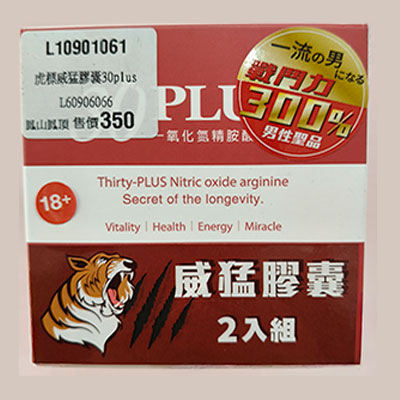 L10901061
虎標威猛膠囊30plus
L60906066
鳳山鳳頂 售價350
一流の男になる
戰鬥力
300%
男性聖品
PLU
一氧化氮精胺酸
Thirty-PLUS Nitric oxide arginine
Secret of the longevity.
18+
Vitality | Health | Energy | Miracle
威猛膠囊
2入組